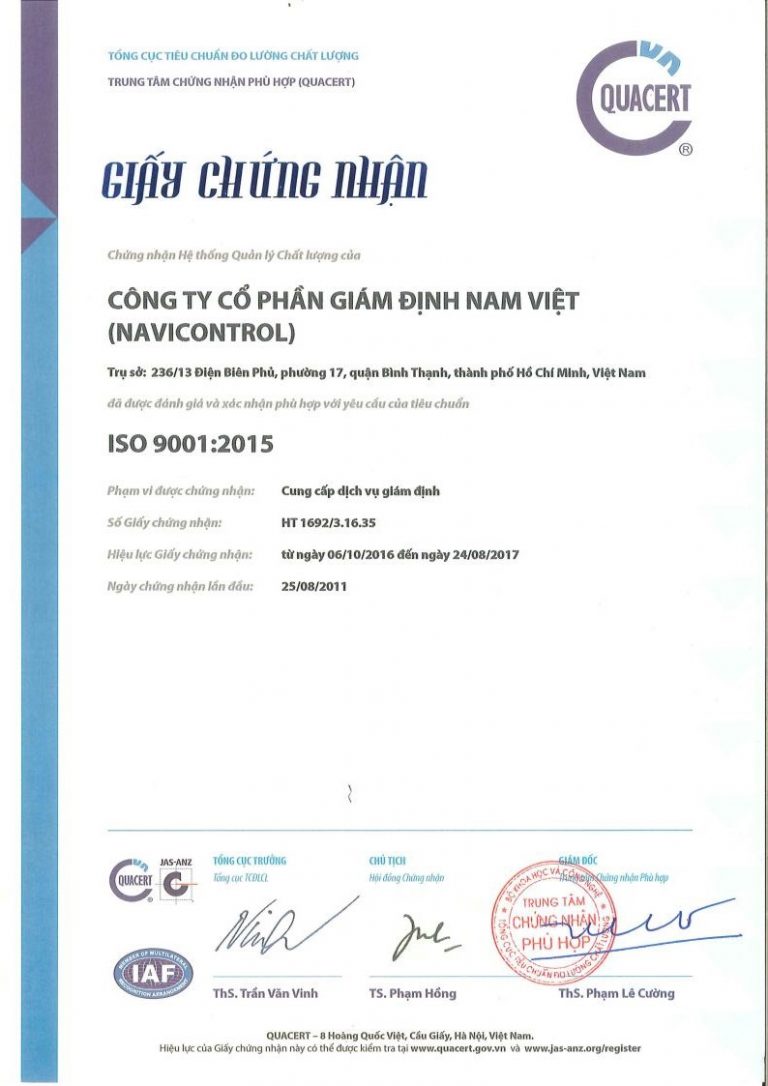 TỔNG CỤC TIÊU CHUẨN ĐO LƯỜNG CHẤT LƯỢNG
TRUNG TÂM CHỨNG NHẬN PHÙ HỢP (QUACERT)
VN
QUACERT
®
GIẤY CHỨNG NHẬN
Chứng nhận Hệ thống Quản lý Chất lượng của
CÔNG TY CỔ PHẦN GIÁM ĐỊNH NAM VIỆT
(NAVICONTROL)
Trụ sở: 236/13 Điện Biên Phủ, phường 17, quận Bình Thạnh, thành phố Hồ Chí Minh, Việt Nam
đã được đánh giá và xác nhận phù hợp với yêu cầu của tiêu chuẩn
ISO 9001:2015
Phạm vi được chứng nhận: Cung cấp dịch vụ giám định
Số Giấy chứng nhận: HT 1692/3.16.35
Hiệu lực Giấy chứng nhận: từ ngày 06/10/2016 đến ngày 24/08/2017
Ngày chứng nhận lần đầu: 25/08/2011
VN
QUACERT
®
JAS-ANZ
C
TỔNG CỤC TRƯỞNG
Tổng cục TCĐLCL
CHỦ TỊCH
Hội đồng Chứng nhận
GIÁM ĐỐC
Trung tâm Chứng nhận Phù hợp
BỘ KHOA HỌC VÀ CÔNG NGHỆ
TRUNG TÂM
CHỨNG NHẬN
PHÙ HỢP
TỔNG CỤC TIÊU CHUẨN ĐO LƯỜNG CHẤT LƯỢNG
MEMBER OF MULTILATERAL
IAF
RECOGNITION ARRANGEMENT
ThS. Trần Văn Vinh
TS. Phạm Hồng
ThS. Phạm Lê Cường
QUACERT – 8 Hoàng Quốc Việt, Cầu Giấy, Hà Nội, Việt Nam.
Hiệu lực của Giấy chứng nhận này có thể được kiểm tra tại www.quacert.gov.vn và www.jas-anz.org/register